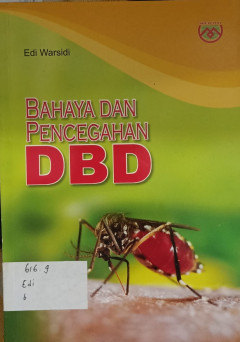 Edi Warsidi
BAHAYA DAN
PENCEGAHAN
DBD
616.9
Edi
b